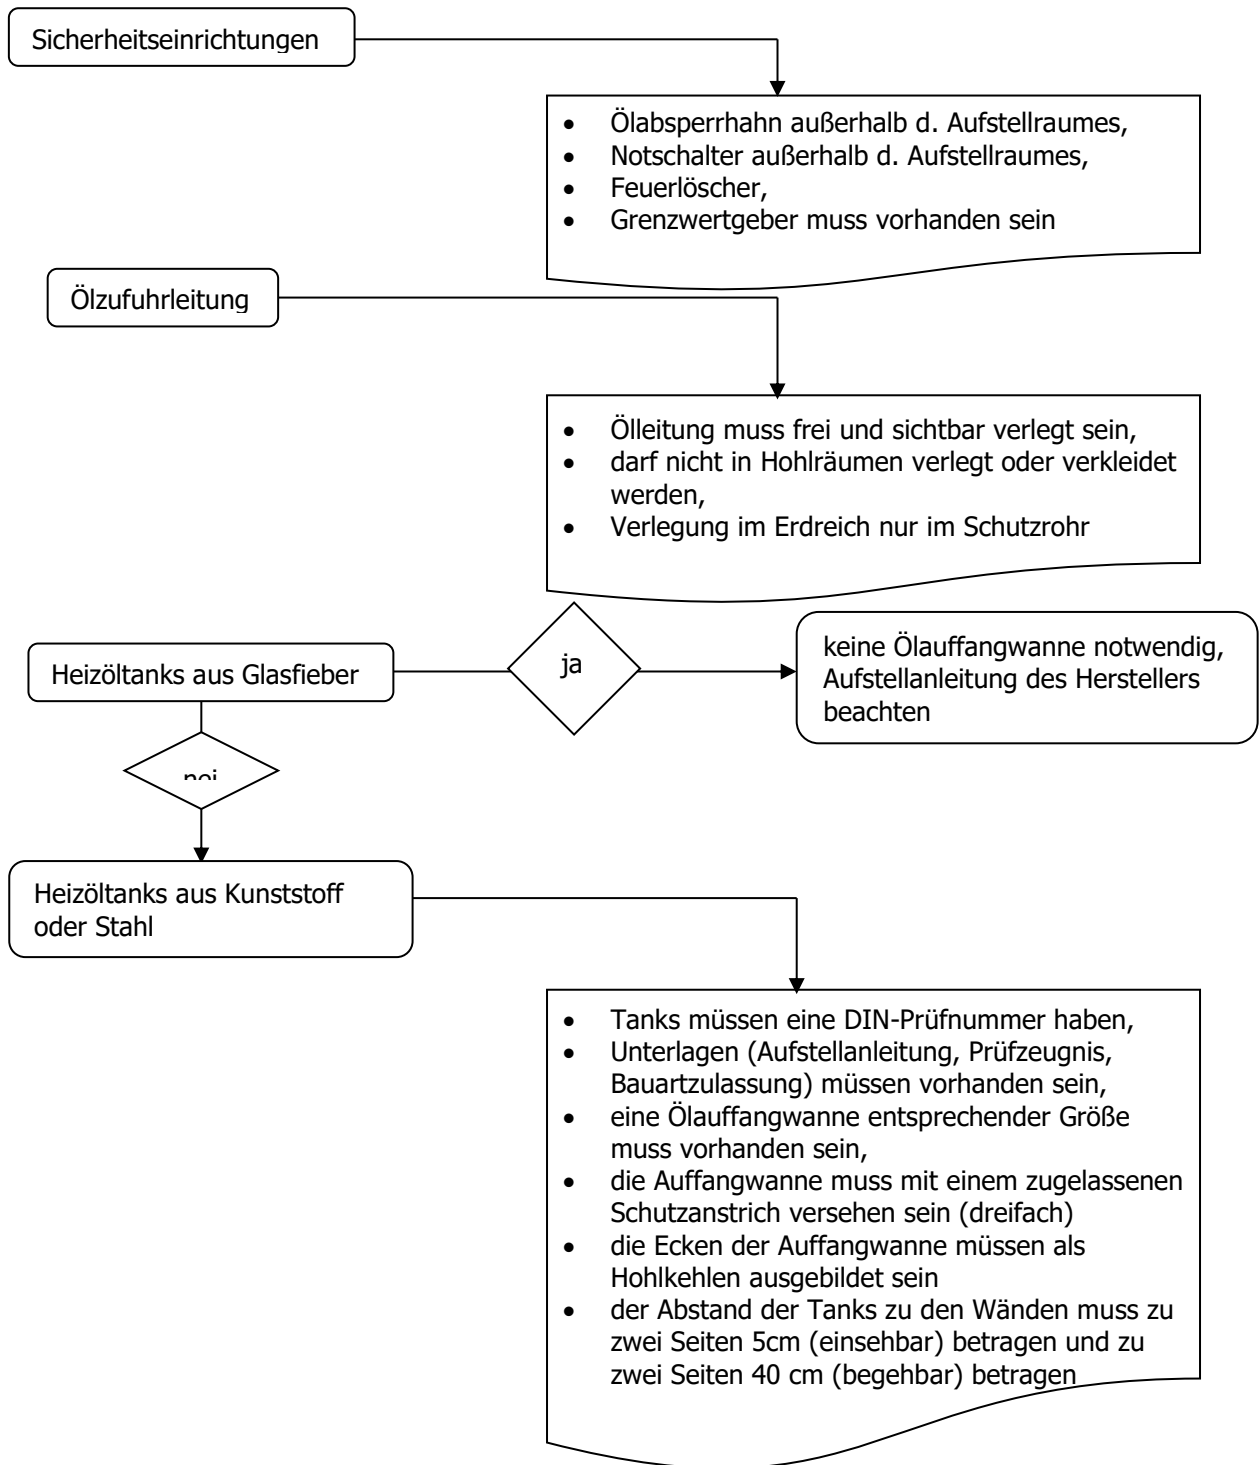 Sicherheitseinrichtungen
• Ölabsperrhahn außerhalb d. Aufstellraumes,
• Notschalter außerhalb d. Aufstellraumes,
• Feuerlöscher,
• Grenzwertgeber muss vorhanden sein
Ölzufuhrleitung
• Ölleitung muss frei und sichtbar verlegt sein,
• darf nicht in Hohlräumen verlegt oder verkleidet
werden,
• Verlegung im Erdreich nur im Schutzrohr
Heizöltanks aus Glasfieber
ja
keine Ölauffangwanne notwendig,
Aufstellanleitung des Herstellers
beachten
nei
Heizöltanks aus Kunststoff
oder Stahl
• Tanks müssen eine DIN-Prüfnummer haben,
• Unterlagen (Aufstellanleitung, Prüfzeugnis,
Bauartzulassung) müssen vorhanden sein,
• eine Ölauffangwanne entsprechender Größe
muss vorhanden sein,
• die Auffangwanne muss mit einem zugelassenen
Schutzanstrich versehen sein (dreifach)
• die Ecken der Auffangwanne müssen als
Hohlkehlen ausgebildet sein
• der Abstand der Tanks zu den Wänden muss zu
zwei Seiten 5cm (einsehbar) betragen und zu
zwei Seiten 40 cm (begehbar) betragen